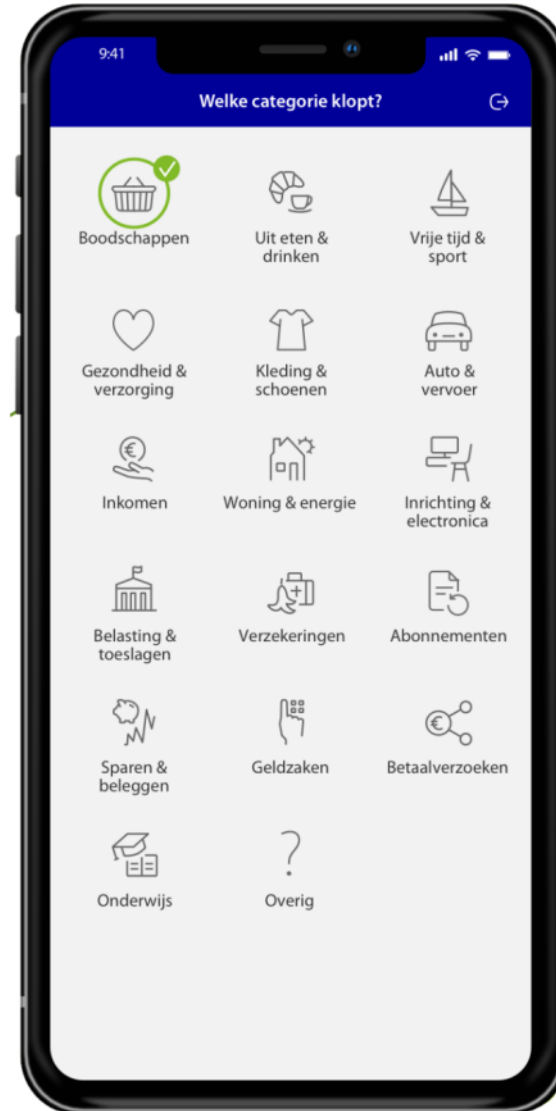 9:41
Welke categorie klopt?
Boodschappen
Uit eten &
drinken
Vrije tijd &
sport
Gezondheid &
verzorging
Kleding &
schoenen
Auto &
vervoer
Inkomen
Woning & energie
Inrichting &
electronica
Belasting &
toeslagen
Verzekeringen
Abonnementen
Sparen &
beleggen
Geldzaken
Betaalverzoeken
Onderwijs
Overig